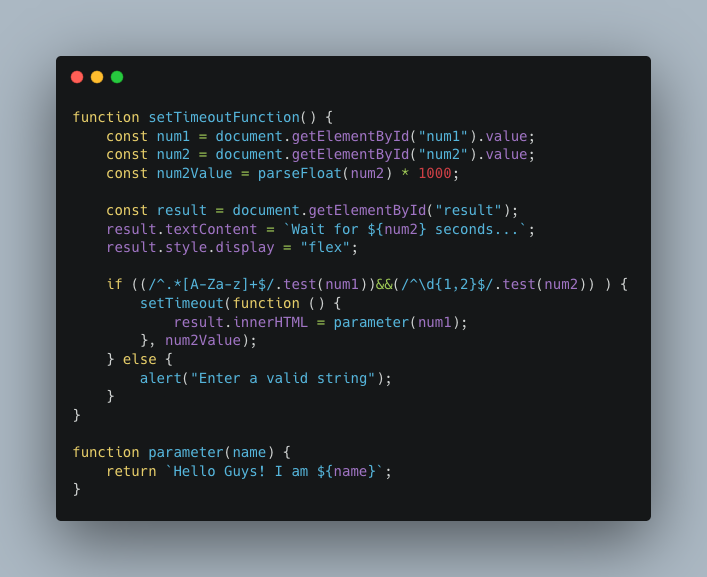 function setTimeoutFunction() {
    const num1 = document.getElementById("num1").value;
    const num2 = document.getElementById("num2").value;
    const num2Value = parseFloat(num2) * 1000;

    const result = document.getElementById("result");
    result.textContent = `Wait for ${num2} seconds...`;
    result.style.display = "flex";

    if ((/^.*[A-Za-z]+$/.test(num1))&&(/^\d{1,2}$/.test(num2)) ) {
        setTimeout(function () {
            result.innerHTML = parameter(num1);
        }, num2Value);
    } else {
        alert("Enter a valid string");
    }
}

function parameter(name) {
    return `Hello Guys! I am ${name}`;
}